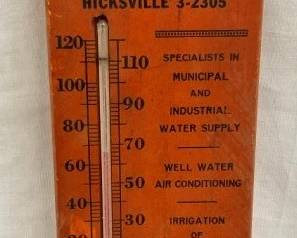 HICKSVILLE 3-2305
120
110
SPECIALISTS IN
MUNICIPAL
100
90
AND
INDUSTRIAL
80
70
WATER SUPPLY
60
WELL WATER
50
AIR CONDITIONING
40
30
IRRIGATION
OF